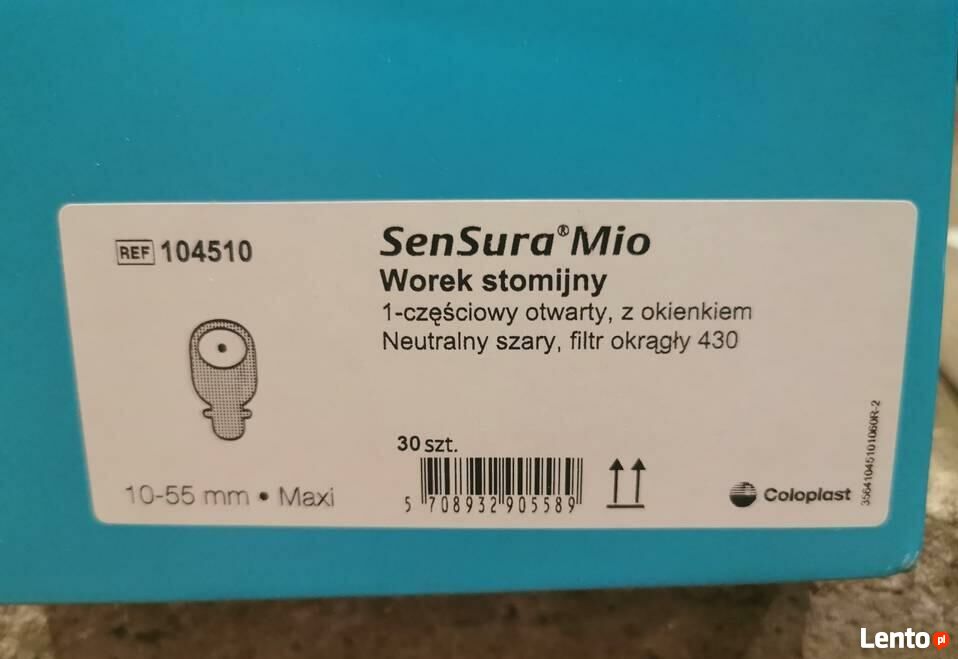 REF 104510
SenSura® Mio
Worek stomijny
1-częściowy otwarty, z okienkiem
Neutralny szary, filtr okrągły 430
30 szt.
5 708932 905589
10-55 mm • Maxi
Coloplast
35641045101060R-2
Lento pl